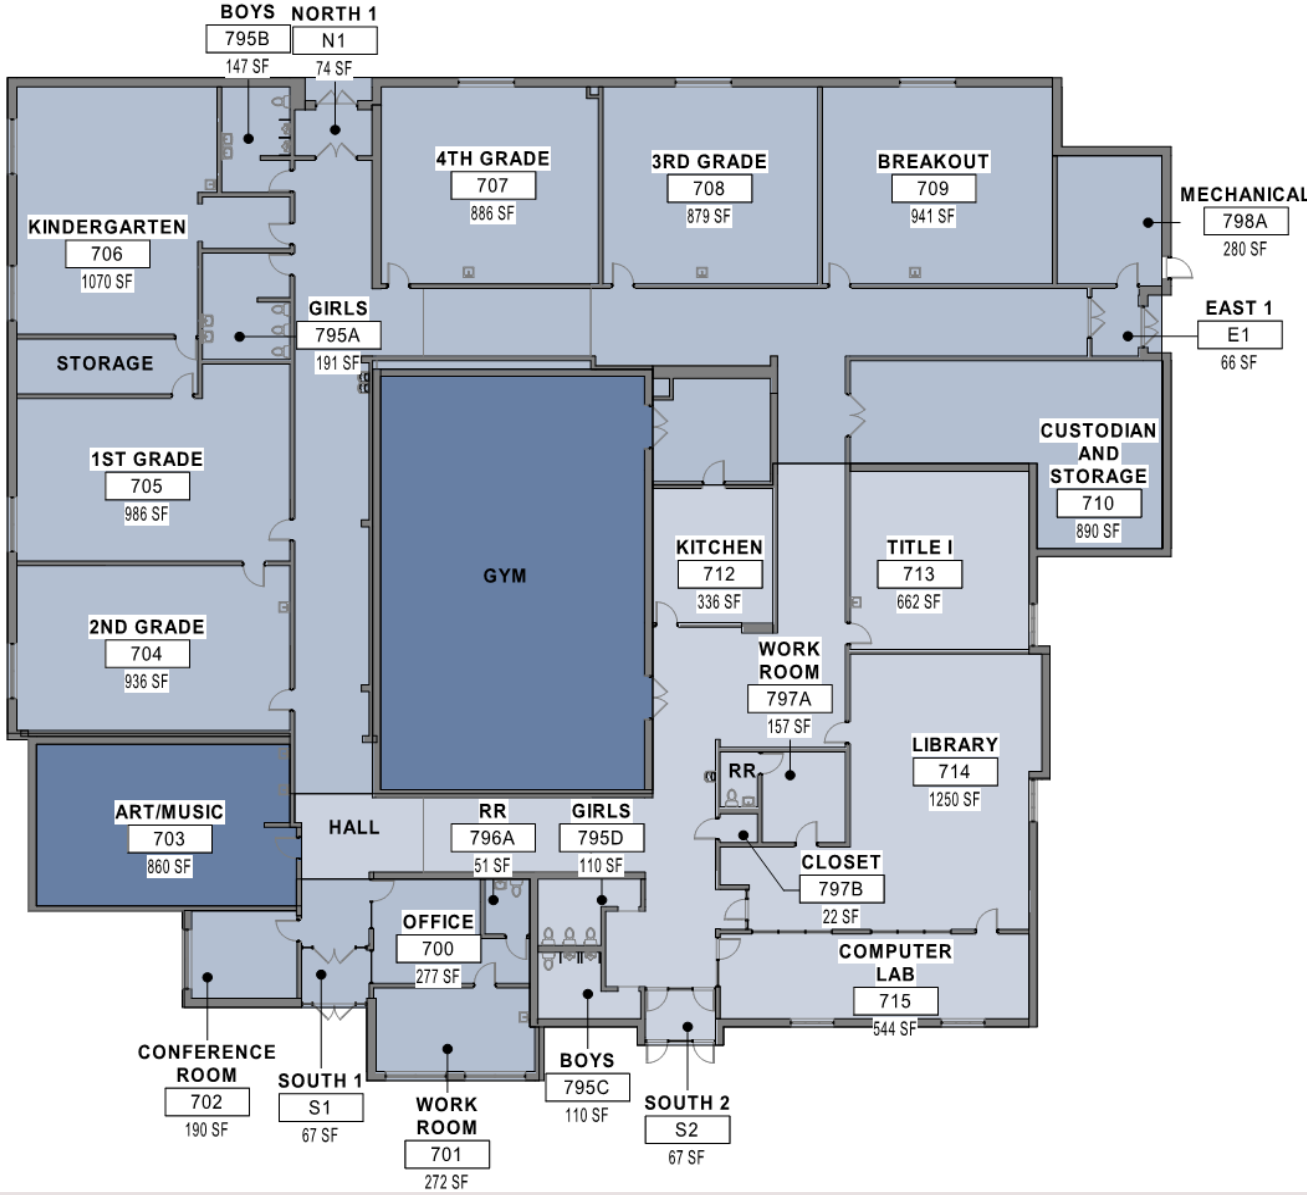 BOYS
795B
147 SF
NORTH 1
N1
74 SF
4TH GRADE
707
886 SF
3RD GRADE
708
879 SF
BREAKOUT
709
941 SF
MECHANICAL
798A
280 SF
KINDERGARTEN
706
1070 SF
GIRLS
795A
191 SF
EAST 1
E1
66 SF
STORAGE
1ST GRADE
705
986 SF
CUSTODIAN
AND
STORAGE
710
890 SF
GYM
KITCHEN
712
336 SF
TITLE I
713
662 SF
2ND GRADE
704
936 SF
WORK
ROOM
797A
157 SF
LIBRARY
714
1250 SF
RR
ART/MUSIC
703
860 SF
HALL
RR
796A
51 SF
GIRLS
795D
110 SF
CLOSET
797B
22 SF
OFFICE
700
277 SF
COMPUTER
LAB
715
544 SF
CONFERENCE
ROOM
702
190 SF
SOUTH 1
S1
67 SF
WORK
ROOM
701
272 SF
BOYS
795C
110 SF
SOUTH 2
S2
67 SF